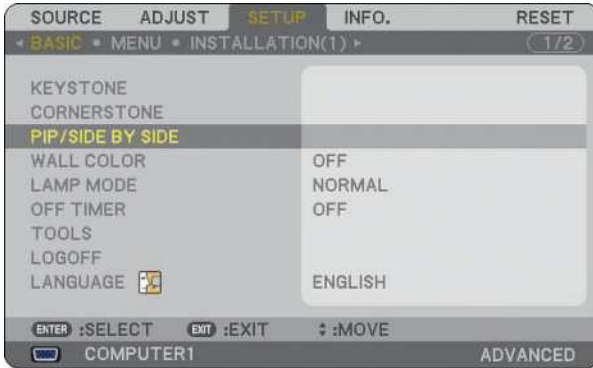 SOURCE ADJUST SETUP INFO. RESET
BASIC • MENU • INSTALLATION(1) 1/2
KEYSTONE
CORNERSTONE
PIP/SIDE BY SIDE
WALL COLOR OFF
LAMP MODE NORMAL
OFF TIMER OFF
TOOLS
LOGOFF
LANGUAGE ENGLISH
ENTER :SELECT EXIT :EXIT :MOVE
COMPUTER1 ADVANCED